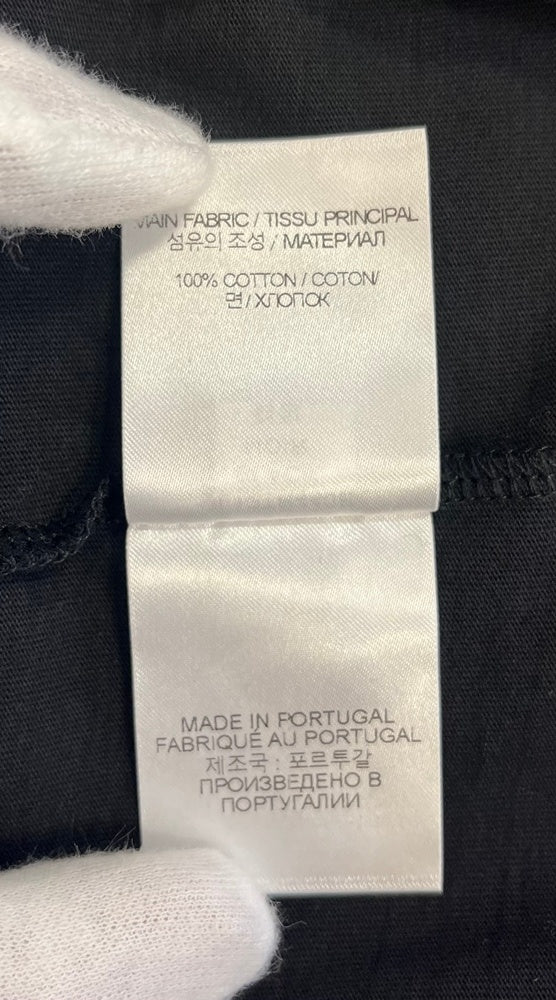 MAIN FABRIC / TISSU PRINCIPAL
섬유의 조성 / МАТЕРИАЛ
100% COTTON / COTON/
면 / ХЛОПОК
MADE IN PORTUGAL
FABRIQUÉ AU PORTUGAL
제조국 : 포르투갈
ПРОИЗВЕДЕНО В
ПОРТУГАЛИИ